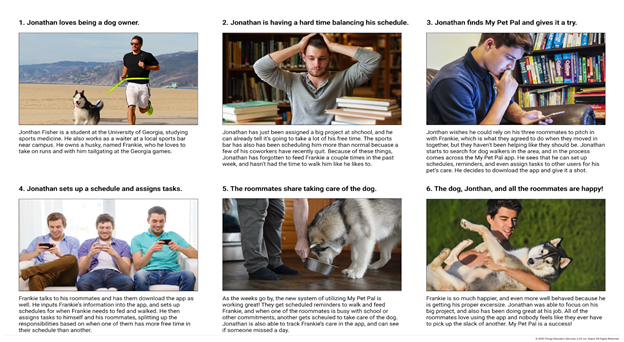 1. Jonathan loves being a dog owner.
Jonthan Fisher is a student at the University of Georgia, studying
sports medicine. He also works as a waiter at a local sports bar
near campus. He owns a husky, named Frankie, who he loves to
take on runs and with him tailgating at the Georgia games.
2. Jonathan is having a hard time balancing his schedule.
Jonathan has just been assigned a big project at shchool, and he
can already tell it's going to take a lot of his free time. The sports
bar has also been scheduling him more than normal becuase a
few of his coworkers have recently quit. Because of these things,
Jonathan has forgotten to feed Frankie a couple times in the past
week, and hasn't had the time to walk him like he likes to.
3. Jonathan finds My Pet Pal and gives it a try.
Jonathan wishes he could rely on his three roommates to pitch in
with Frankie, which is what they agreed to do when they moved in
together, but they haven't been helping like they should be. Jonathan
starts to search for dog walkers in the area, and in the process
comes across the My Pet Pal app. He sees that he can set up
schedules, reminders, and even assign tasks to other users for his
pet's care. He decides to download the app and give it a shot.
4. Jonathan sets up a schedule and assigns tasks.
Frankie talks to his roommates and has them download the app as
well. He inputs Frankie's information into the app, and sets up
schedules for when Frankie needs to fed and walked. He then
assigns tasks to himself and his roommates, splitting up the
responsibilities based on when one of them has more free time in
their schedule than another.
5. The roommates share taking care of the dog.
As the weeks go by, the new system of utilizing My Pet Pal is
working great! They get scheduled reminders to walk and feed
Frankie, and when one of the roommates is busy with school or
other commitments, another gets scheuled to take care of the dog.
Jonathan is also able to track Frankie's care in the app, and can see
if someone missed a day.
6. The dog, Jonthan, and all the roommates are happy!
Frankie is so much happier, and even more well behaved because he
is getting his proper excersize. Jonathan was able to focus on his
big project, and also has been doing great at his job. All of the
roommates love using the app and nobody feels like they ever have
to pick up the slack of another. My Pet Pal is a success!